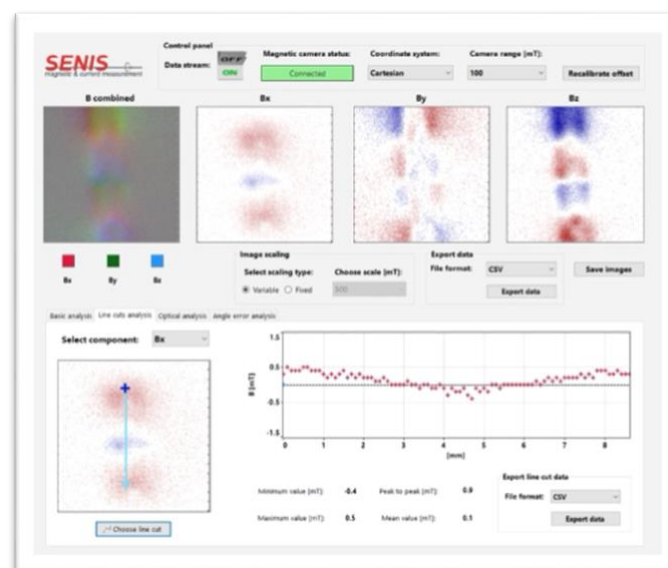 SENIS
magnetic & current measurement
Control panel
Data stream:
OFF
ON
Magnetic camera status:
Connected
Coordinate system:
Cartesian
Camera range [mT]:
100
Recalibrate offset
B combined
Bx
By
Bz
Bx
By
Bz
Image scaling
Select scaling type:
Variable
Fixed
Choose scale [mT]:
500
Export data
File format:
CSV
Export data
Save images
Basic analysis
Line cuts analysis
Optical analysis
Angle error analysis
Select component:
Bx
Choose line cut
1.5
0.5
-0.5
-1.5
B [mT]
0 1 2 3 4 5 6 7 8
[mm]
Minimum value [mT]: -0.4
Peak to peak [mT]: 0.9
Maximum value [mT]: 0.5
Mean value [mT]: 0.1
Export line cut data
File format:
CSV
Export data